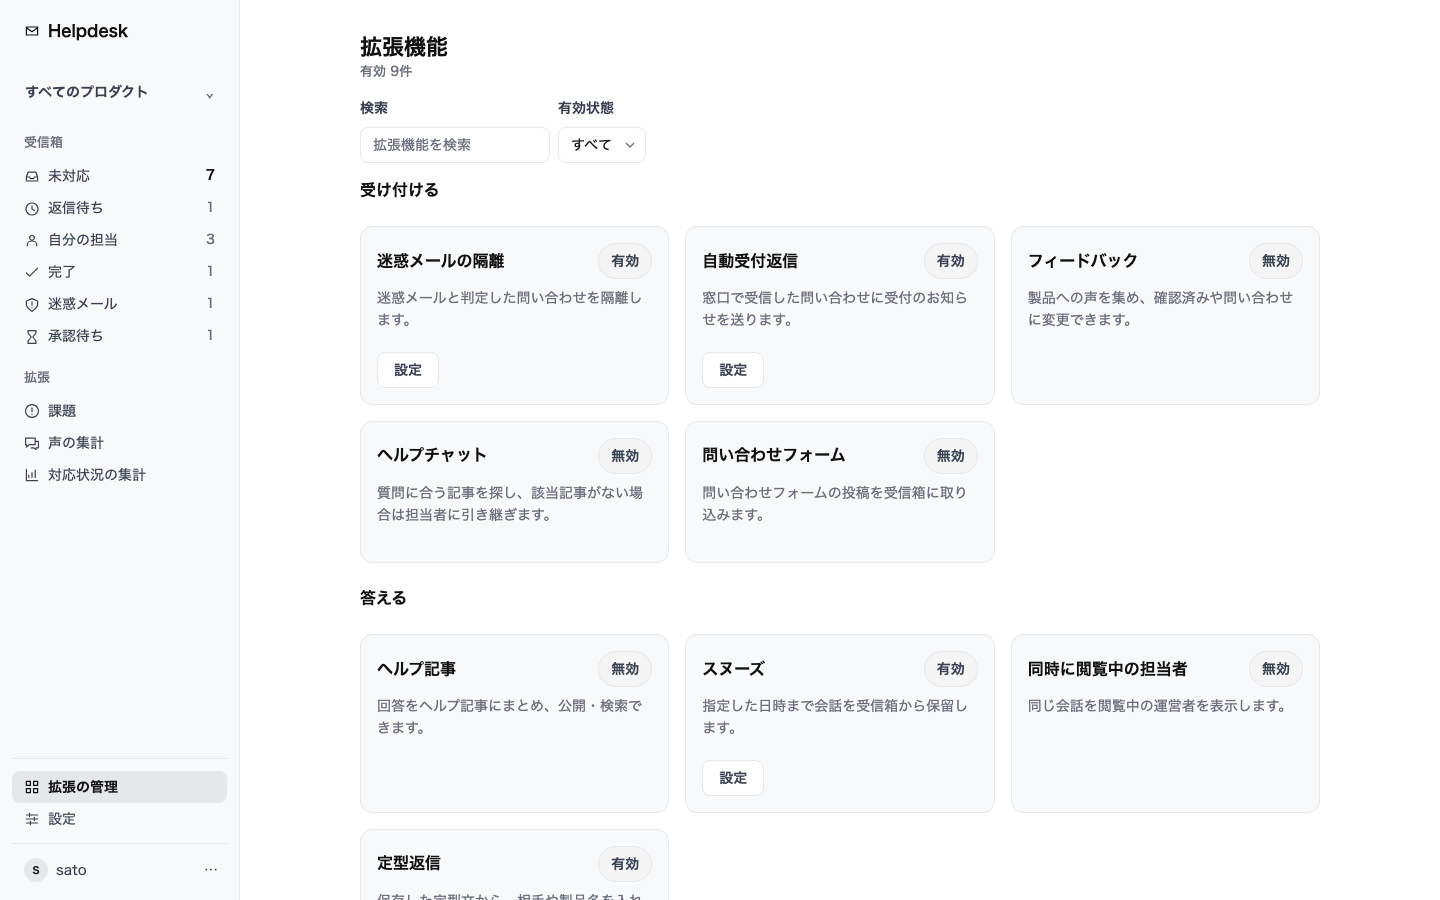 Helpdesk
すべてのプロダクト
受信箱
未対応 7
返信待ち 1
自分の担当 3
完了 1
迷惑メール 1
承認待ち 1
拡張
課題
声の集計
対応状況の集計
拡張の管理
設定
S sato
拡張機能
有効 9件
検索 有効状態
拡張機能を検索 すべて
受け付ける
迷惑メールの隔離 有効
迷惑メールと判定した問い合わせを隔離し
ます。
設定
自動受付返信 有効
窓口で受信した問い合わせに受付のお知ら
せを送ります。
設定
フィードバック 無効
製品への声を集め、確認済みや問い合わせ
に変更できます。
ヘルプチャット 無効
質問に合う記事を探し、該当記事がない場
合は担当者に引き継ぎます。
問い合わせフォーム 無効
問い合わせフォームの投稿を受信箱に取り
込みます。
答える
ヘルプ記事 無効
回答をヘルプ記事にまとめ、公開・検索で
きます。
スヌーズ 有効
指定した日時まで会話を受信箱から保留し
ます。
設定
同時に閲覧中の担当者 無効
同じ会話を閲覧中の運営者を表示します。
定型返信 有効
保存した定型文から、相手や製品名を入れ